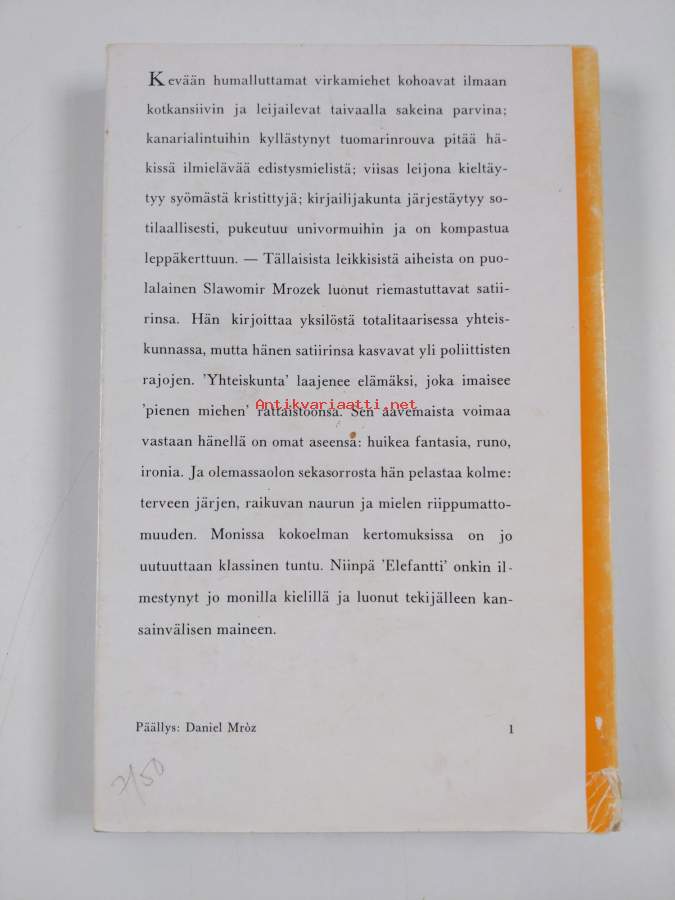 Kevään humalluttamat virkamiehet kohoavat ilmaan
kotkansiivin ja leijailevat taivaalla sakeina parvina;
kanarialintuihin kyllästynyt tuomarinrouva pitää hä-
kissä ilmielävää edistysmielistä; viisas leijona kieltäy-
tyy syömästä kristittyjä; kirjailijakunta järjestäytyy so-
tilaallisesti, pukeutuu univormuihin ja on kompastua
leppäkerttuun. — Tällaisista leikkisistä aiheista on puo-
lalainen Slawomir Mrozek luonut riemastuttavat satii-
rinsa. Hän kirjoittaa yksilöstä totalitaarisessa yhteis-
kunnassa, mutta hänen satiirinsa kasvavat yli poliittisten
rajojen. 'Yhteiskunta' laajenee elämäksi, joka imaisee
Antikvariaatti.net
'pienen miehen' rattaistoonsa. Sen aavemaista voimaa
vastaan hänellä on omat aseensa: huikea fantasia, runo,
ironia. Ja olemassaolon sekasorrosta hän pelastaa kolme:
terveen järjen, raikuvan naurun ja mielen riippumatto-
muuden. Monissa kokoelman kertomuksissa on jo
uutuuttaan klassinen tuntu. Niinpä 'Elefantti' onkin il-
mestynyt jo monilla kielillä ja luonut tekijälleen kan-
sainvälisen maineen.
Päällys: Daniel Mròz 1
7/50